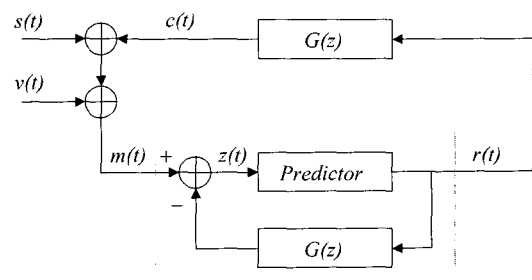 s(t)
c(t)
G(z)
v(t)
m(t)
+
z(t)
Predictor
r(t)
−
G(z)